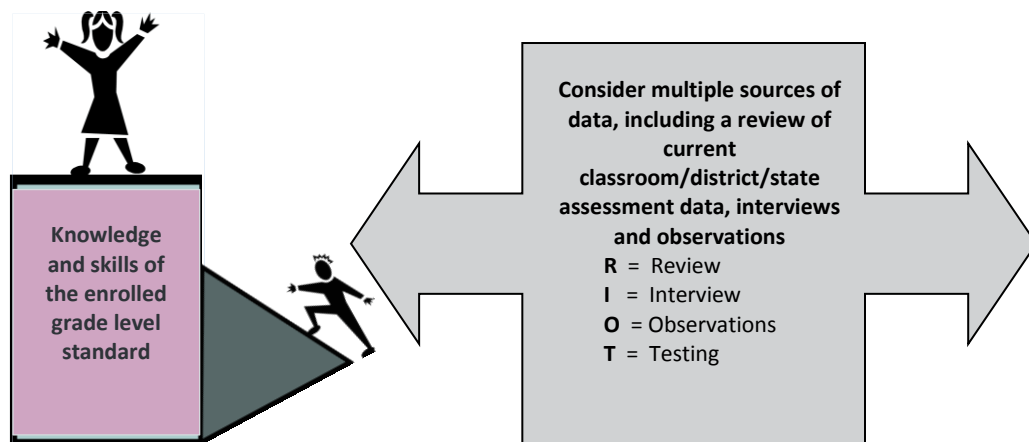 Knowledge
and skills of
the enrolled
grade level
standard
Consider multiple sources of
data, including a review of
current
classroom/district/state
assessment data, interviews
and observations
R = Review
I = Interview
O = Observations
T = Testing